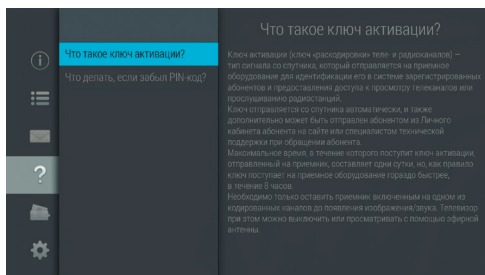 Что такое ключ активации?
Что такое ключ активации?
Что делать, если забыл PIN-код?
Ключ активации (ключ «раскодировки» теле- и радиоканалов) —
тип сигнала со спутника, который отправляется на приемное
оборудование для идентификации его в системе зарегистрированных
абонентов и предоставления доступа к просмотру телеканалов или
прослушиванию радиостанций.
Ключ отправляется со спутника автоматически, и также
дополнительно может быть отправлен абонентом из Личного
кабинета абонента на сайте или специалистом технической
поддержки при обращении абонента.
Максимальное время, в течение которого поступит ключ активации,
отправленный на приемник, составляет одни сутки, но, как правило
ключ поступает на приемное оборудование гораздо быстрее,
в течение 8 часов.
Необходимо только оставить приемник включенным на одном из
кодированных каналов до появления изображения/звука. Телевизор
при этом можно выключить или просматривать с помощью эфирной
антенны.